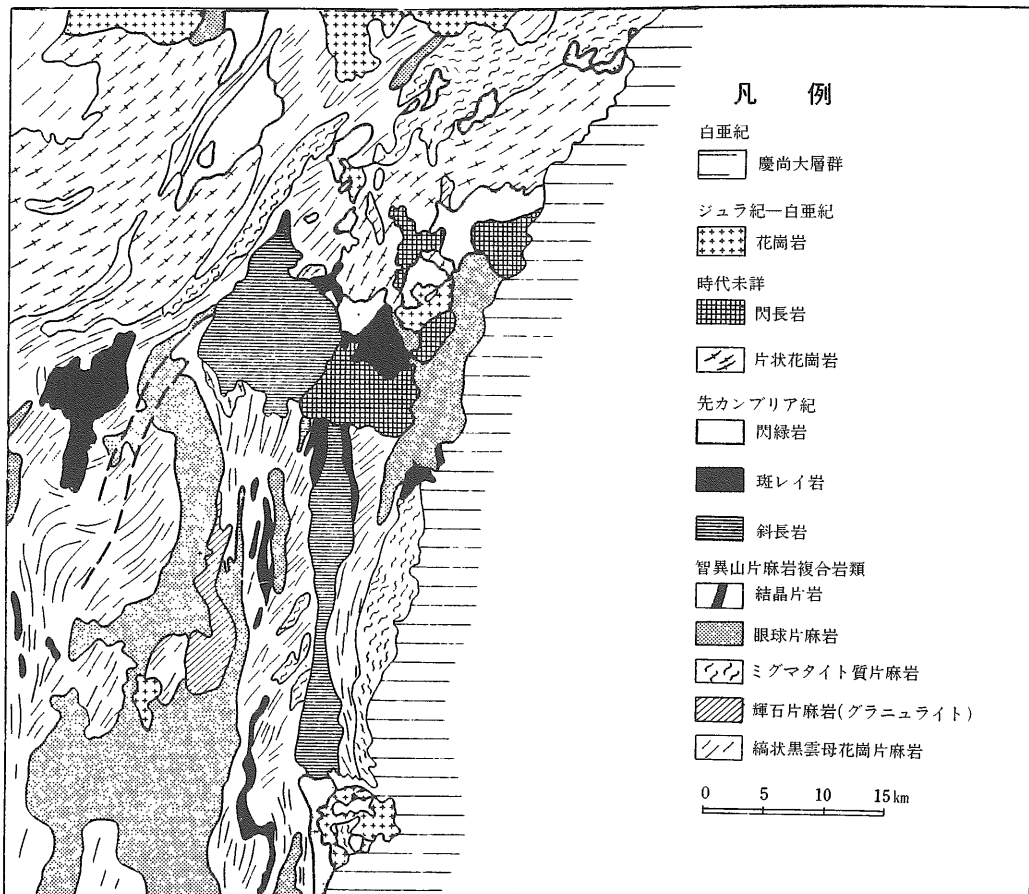 凡 例
白亜紀
慶尚大層群
ジュラ紀—白亜紀
花崗岩
時代未詳
閃長岩
片状花崗岩
先カンブリア紀
閃緑岩
斑レイ岩
斜長岩
智異山片麻岩複合岩類
結晶片岩
眼球片麻岩
ミグマタイト質片麻岩
輝石片麻岩(グラニュライト)
縞状黒雲母花崗片麻岩
0 5 10 15km